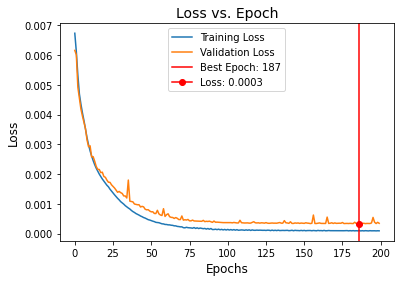 Loss vs. Epoch
Training Loss
Validation Loss
Best Epoch: 187
Loss: 0.0003
Loss
0.007
0.006
0.005
0.004
0.003
0.002
0.001
0.000
0 25 50 75 100 125 150 175 200
Epochs